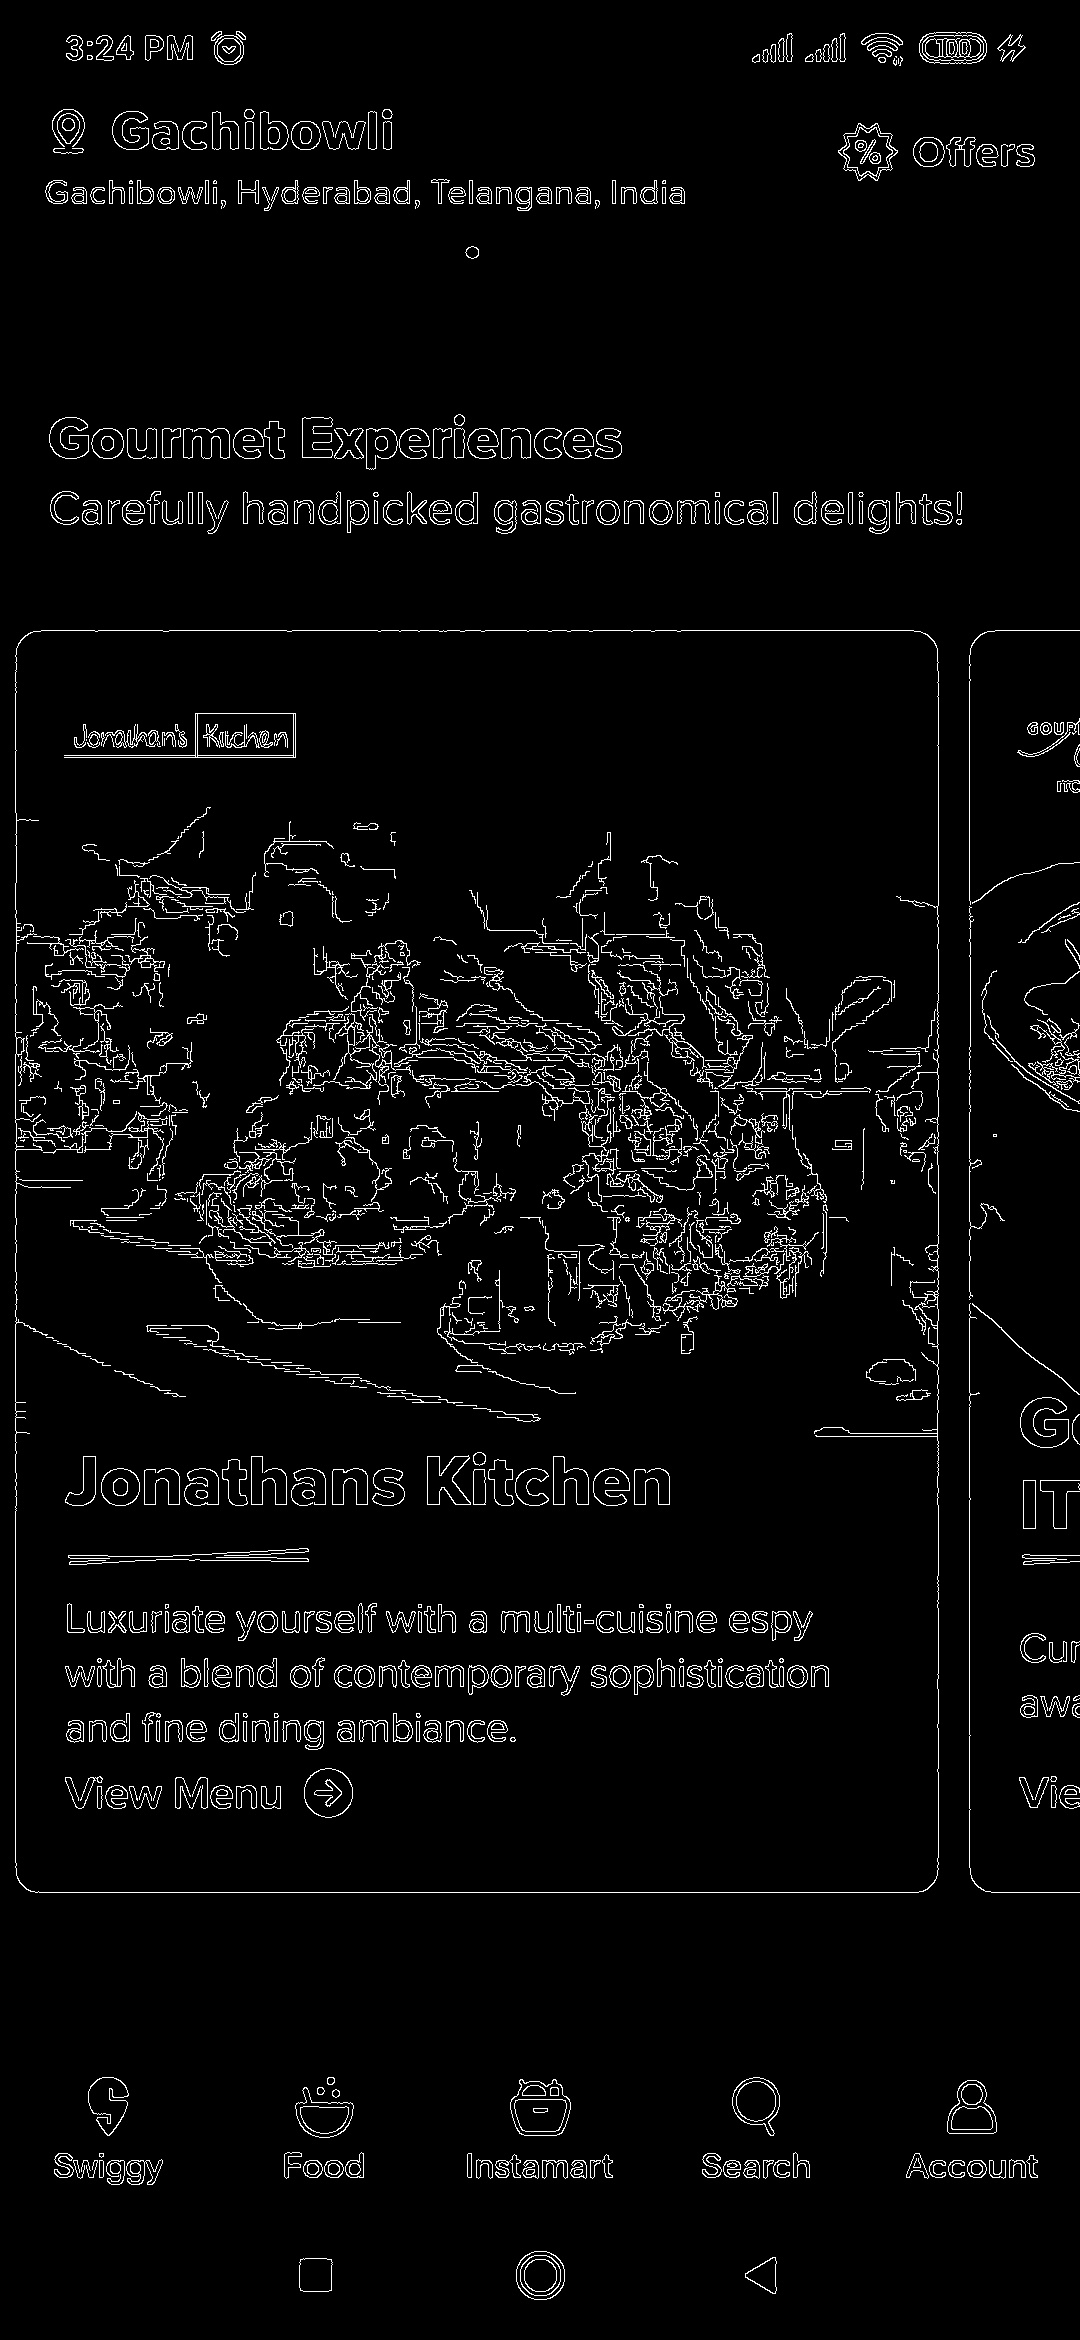 3:24 PM
100
Gachibowli
Offers
Gachibowli, Hyderabad, Telangana, India
Gourmet Experiences
Carefully handpicked gastronomical delights!
Jonathan's Kitchen
Jonathans Kitchen
Luxuriate yourself with a multi-cuisine espy
with a blend of contemporary sophistication
and fine dining ambiance.
View Menu
IT
Swiggy
Food
Instamart
Search
Account